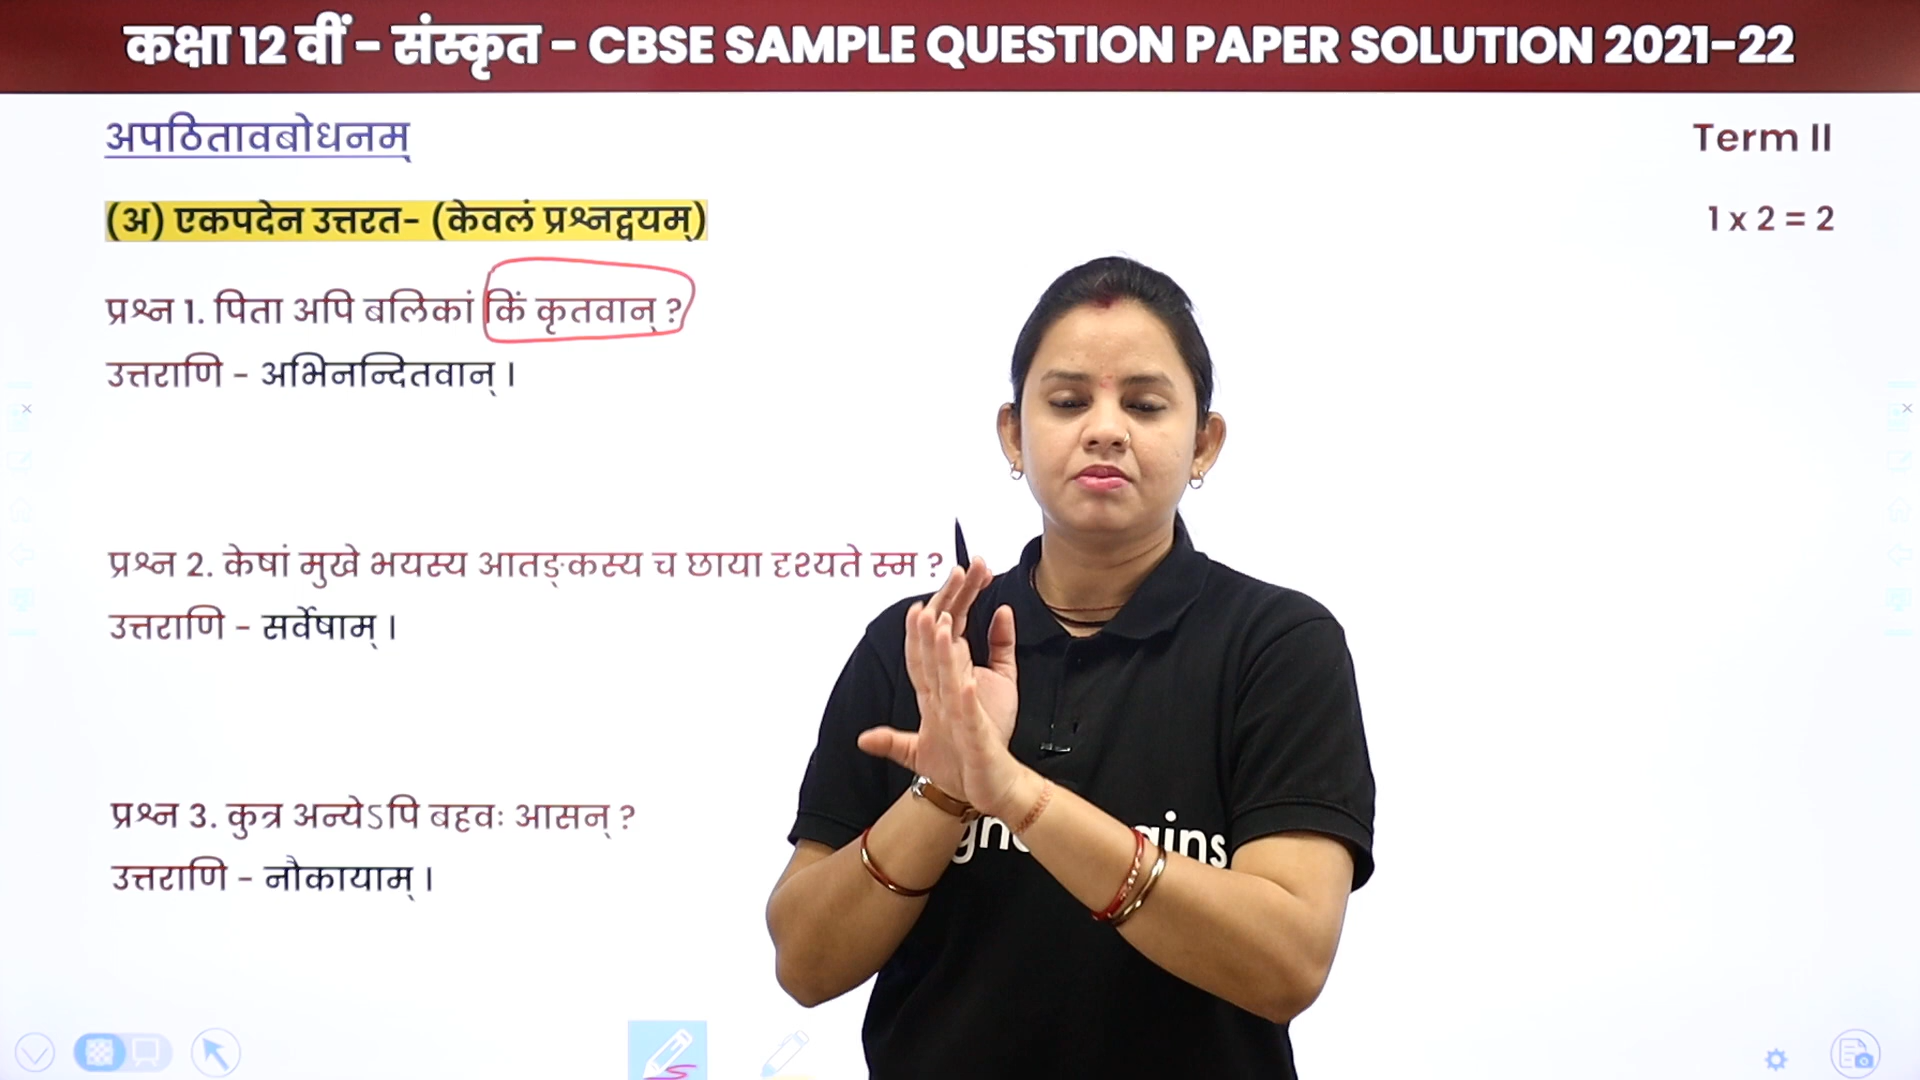 कक्षा 12 वीं - संस्कृत - CBSE SAMPLE QUESTION PAPER SOLUTION 2021-22
अपठितावबोधनम्
Term II
(अ) एकपदेन उत्तरत- (केवलं प्रश्नद्वयम्)
1 x 2 = 2
प्रश्न 1. पिता अपि बलिकां किं कृतवान् ?
उत्तराणि - अभिनन्दितवान् ।
प्रश्न 2. केषां मुखे भयस्य आतङ्कस्य च छाया दृश्यते स्म ?
उत्तराणि - सर्वेषाम् ।
प्रश्न 3. कुत्र अन्येऽपि बहवः आसन् ?
उत्तराणि - नौकायाम् ।